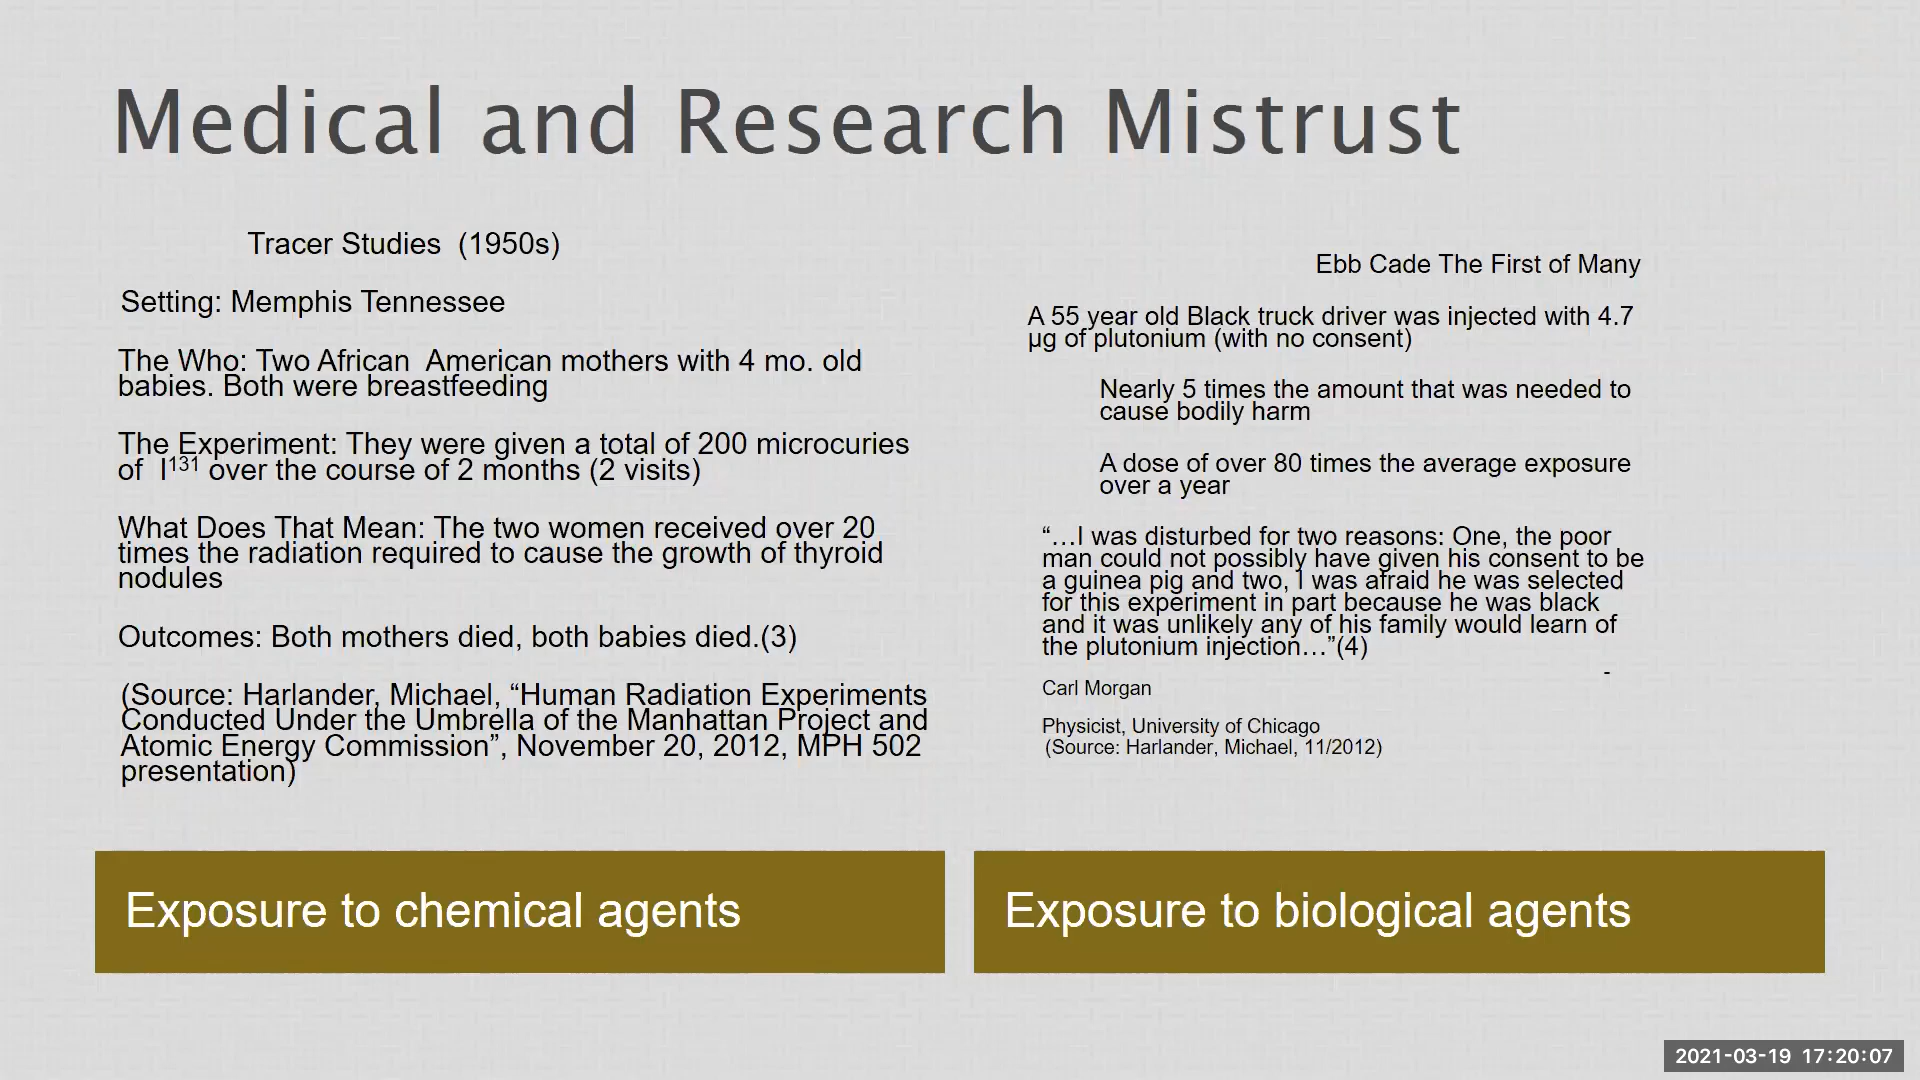 Medical and Research Mistrust
Tracer Studies (1950s)
Setting: Memphis Tennessee
The Who: Two African American mothers with 4 mo. old
babies. Both were breastfeeding
The Experiment: They were given a total of 200 microcuries
of I¹³¹ over the course of 2 months (2 visits)
What Does That Mean: The two women received over 20
times the radiation required to cause the growth of thyroid
nodules
Outcomes: Both mothers died, both babies died.(3)
(Source: Harlander, Michael, “Human Radiation Experiments
Conducted Under the Umbrella of the Manhattan Project and
Atomic Energy Commission”, November 20, 2012, MPH 502
presentation)
Exposure to chemical agents
Ebb Cade The First of Many
A 55 year old Black truck driver was injected with 4.7
µg of plutonium (with no consent)
Nearly 5 times the amount that was needed to
cause bodily harm
A dose of over 80 times the average exposure
over a year
“…I was disturbed for two reasons: One, the poor
man could not possibly have given his consent to be
a guinea pig and two, I was afraid he was selected
for this experiment in part because he was black
and it was unlikely any of his family would learn of
the plutonium injection…”(4)
-
Carl Morgan
Physicist, University of Chicago
(Source: Harlander, Michael, 11/2012)
Exposure to biological agents
2021-03-19 17:20:07